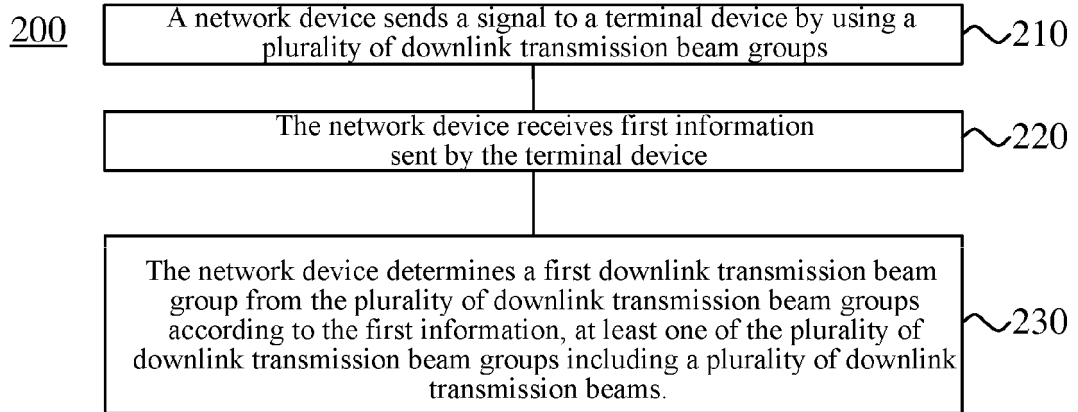 200
A network device sends a signal to a terminal device by using a
plurality of downlink transmission beam groups
210
The network device receives first information
sent by the terminal device
220
The network device determines a first downlink transmission beam
group from the plurality of downlink transmission beam groups
according to the first information, at least one of the plurality of
downlink transmission beam groups including a plurality of downlink
transmission beams.
230